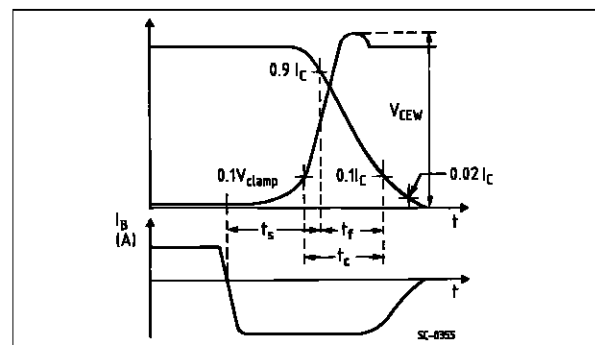 0.9 I_C
V_CEW
0.1V_clamp
0.1I_C
0.02 I_C
t
I_B
(A)
t_s
t_f
t_c
t
SC-0355